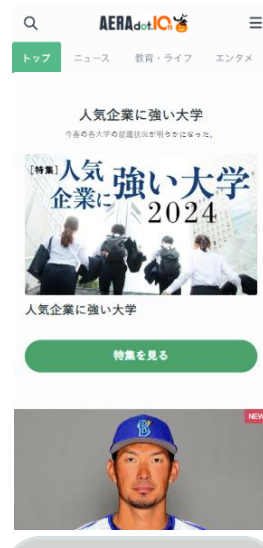 AERAdot.
トップ ニュース 教育・ライフ エンタメ
人気企業に強い大学
今春の各大学の就職状況が明らかになった。
[特集]人気
企業に強い大学
2024
人気企業に強い大学
特集を見る
NEW
B